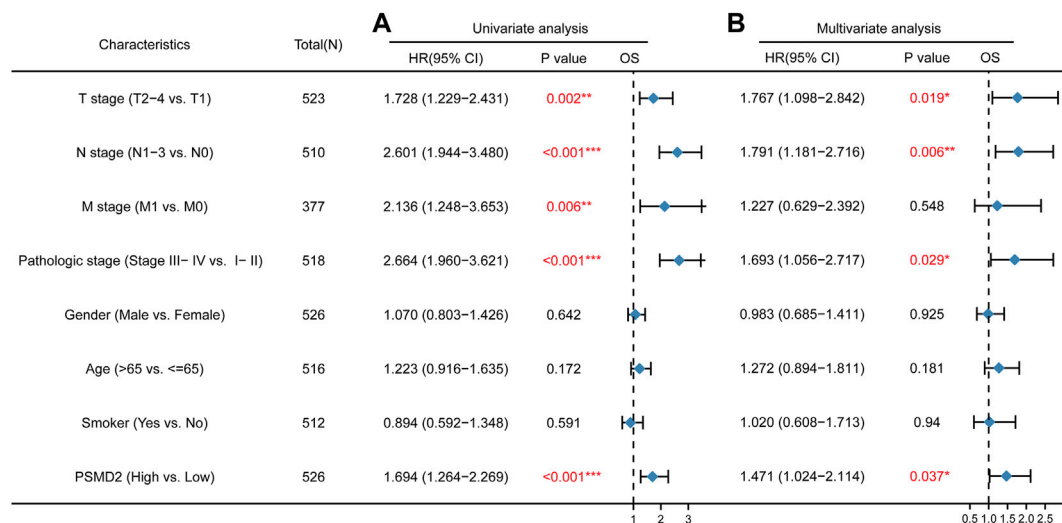 A B
Univariate analysis Multivariate analysis
Characteristics Total(N)
HR(95% CI) P value OS HR(95% CI) P value OS
T stage (T2−4 vs. T1) 523 1.728 (1.229−2.431) 0.002** 1.767 (1.098−2.842) 0.019*
N stage (N1−3 vs. N0) 510 2.601 (1.944−3.480) <0.001*** 1.791 (1.181−2.716) 0.006**
M stage (M1 vs. M0) 377 2.136 (1.248−3.653) 0.006** 1.227 (0.629−2.392) 0.548
Pathologic stage (Stage III− IV vs. I− II) 518 2.664 (1.960−3.621) <0.001*** 1.693 (1.056−2.717) 0.029*
Gender (Male vs. Female) 526 1.070 (0.803−1.426) 0.642 0.983 (0.685−1.411) 0.925
Age (>65 vs. <=65) 516 1.223 (0.916−1.635) 0.172 1.272 (0.894−1.811) 0.181
Smoker (Yes vs. No) 512 0.894 (0.592−1.348) 0.591 1.020 (0.608−1.713) 0.94
PSMD2 (High vs. Low) 526 1.694 (1.264−2.269) <0.001*** 1.471 (1.024−2.114) 0.037*
1 2 3 0.5 1.0 1.5 2.0 2.5